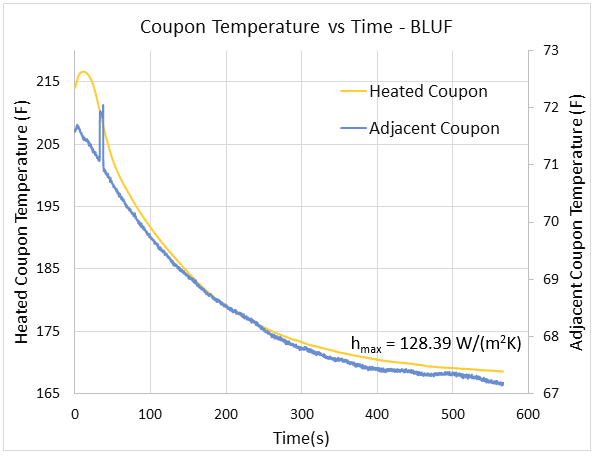 Coupon Temperature vs Time - BLUF
Heated Coupon Temperature (F)
215
205
195
185
175
165
73
72
71
70
69
68
67
Adjacent Coupon Temperature (F)
Heated Coupon
Adjacent Coupon
hmax = 128.39 W/(m²K)
0 100 200 300 400 500 600
Time(s)